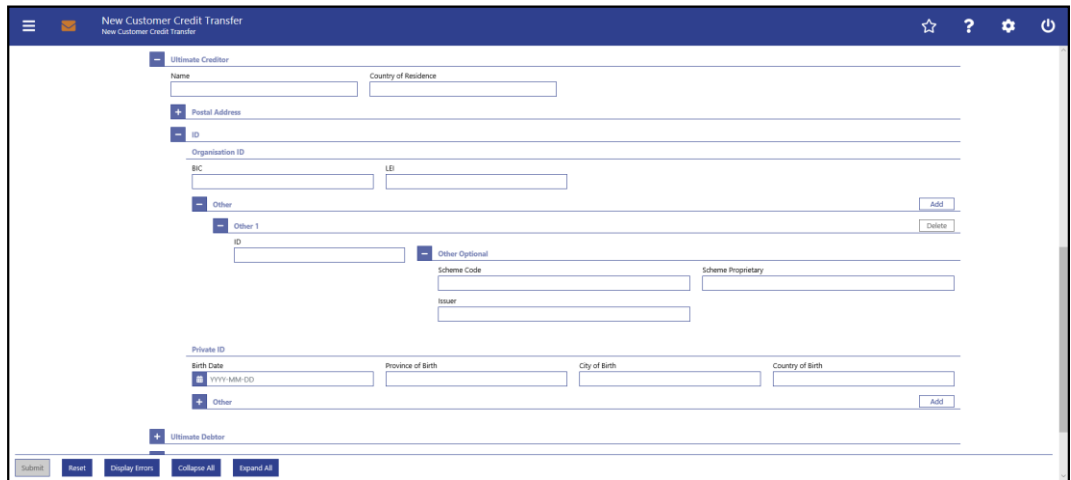 New Customer Credit Transfer
New Customer Credit Transfer
Ultimate Creditor
Name Country of Residence
Postal Address
ID
Organisation ID
BIC LEI
Other Add
Other 1 Delete
ID Other Optional
Scheme Code Scheme Proprietary
Issuer
Private ID
Birth Date Province of Birth City of Birth Country of Birth
YYYY-MM-DD
Other Add
Ultimate Debtor
Submit Reset Display Errors Collapse All Expand All